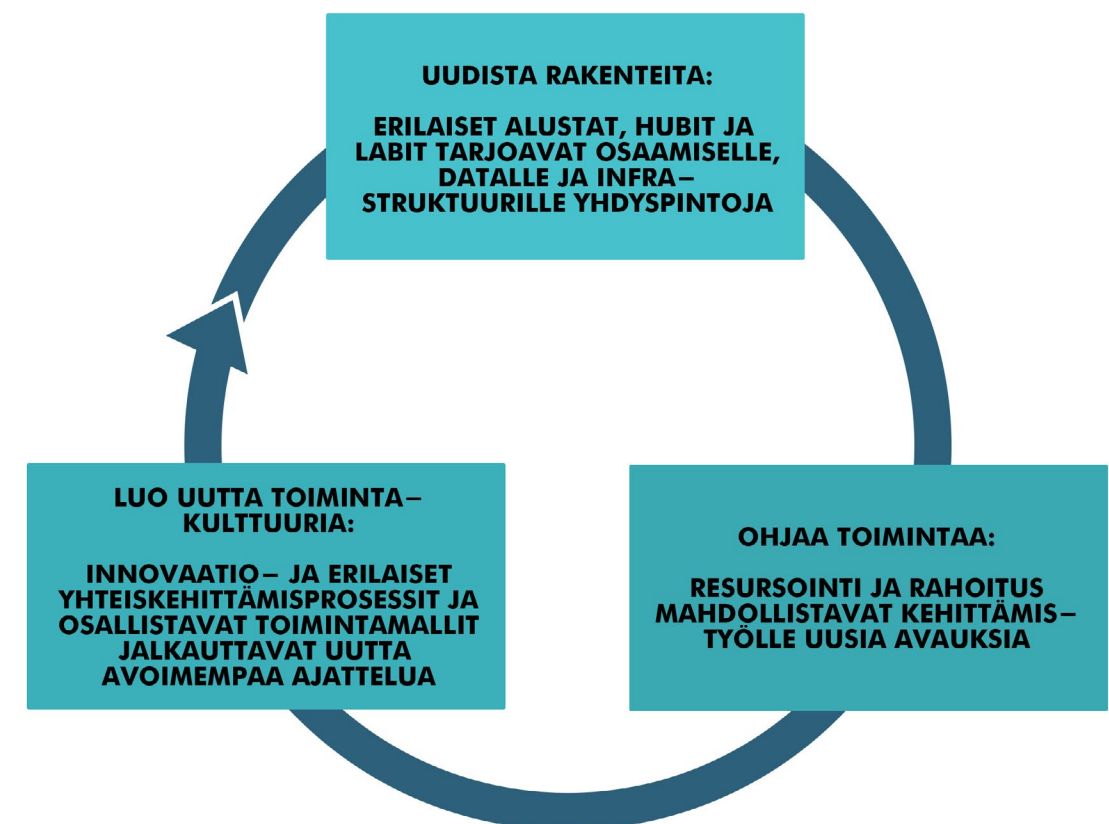 UUDISTA RAKENTEITA:
ERILAISET ALUSTAT, HUBIT JA
LABIT TARJOAVAT OSAAMISELLE,
DATALLE JA INFRA–
STRUKTUURILLE YHDYSPINTOJA
OHJAA TOIMINTAA:
RESURSOINTI JA RAHOITUS
MAHDOLLISTAVAT KEHITTÄMIS–
TYÖLLE UUSIA AVAUKSIA
LUO UUTTA TOIMINTA–
KULTTUURIA:
INNOVAATIO– JA ERILAISET
YHTEISKEHITTÄMISPROSESSIT JA
OSALLISTAVAT TOIMINTAMALLIT
JALKAUTTAVAT UUTTA
AVOIMEMPAA AJATTELUA